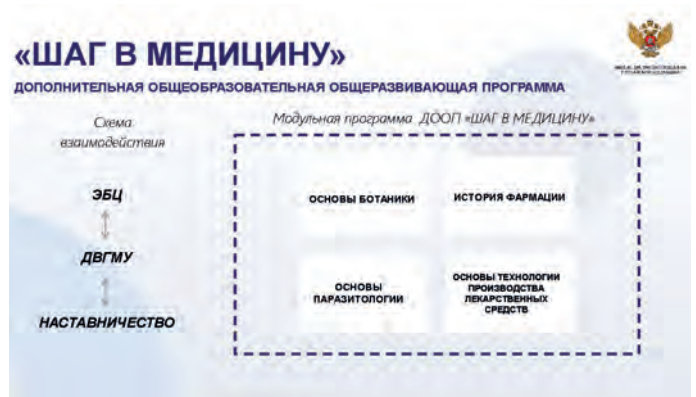 «ШАГ В МЕДИЦИНУ»
ДОПОЛНИТЕЛЬНАЯ ОБЩЕОБРАЗОВАТЕЛЬНАЯ ОБЩЕРАЗВИВАЮЩАЯ ПРОГРАММА
Схема
взаимодействия
ЭБЦ
ДВГМУ
НАСТАВНИЧЕСТВО
Модульная программа ДООП «ШАГ В МЕДИЦИНУ»
ОСНОВЫ БОТАНИКИ
ИСТОРИЯ ФАРМАЦИИ
ОСНОВЫ
ПАРАЗИТОЛОГИИ
ОСНОВЫ ТЕХНОЛОГИИ
ПРОИЗВОДСТВА
ЛЕКАРСТВЕННЫХ
СРЕДСТВ